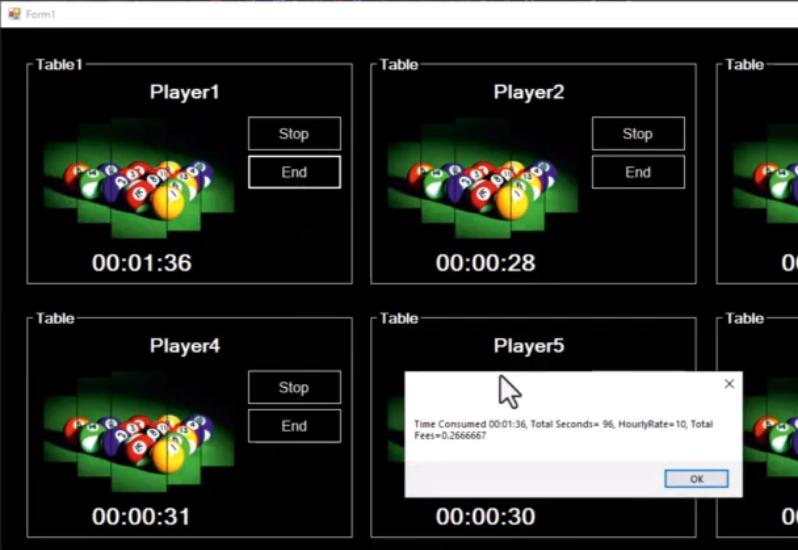 Form1
Table1
Player1
Stop
End
00:01:36
Table
Player2
Stop
End
00:00:28
Table
Table
Player4
Stop
End
00:00:31
Table
Player5
00:00:30
Table
Time Consumed 00:01:36, Total Seconds= 96, HourlyRate=10, Total
Fees=0.2666667
OK